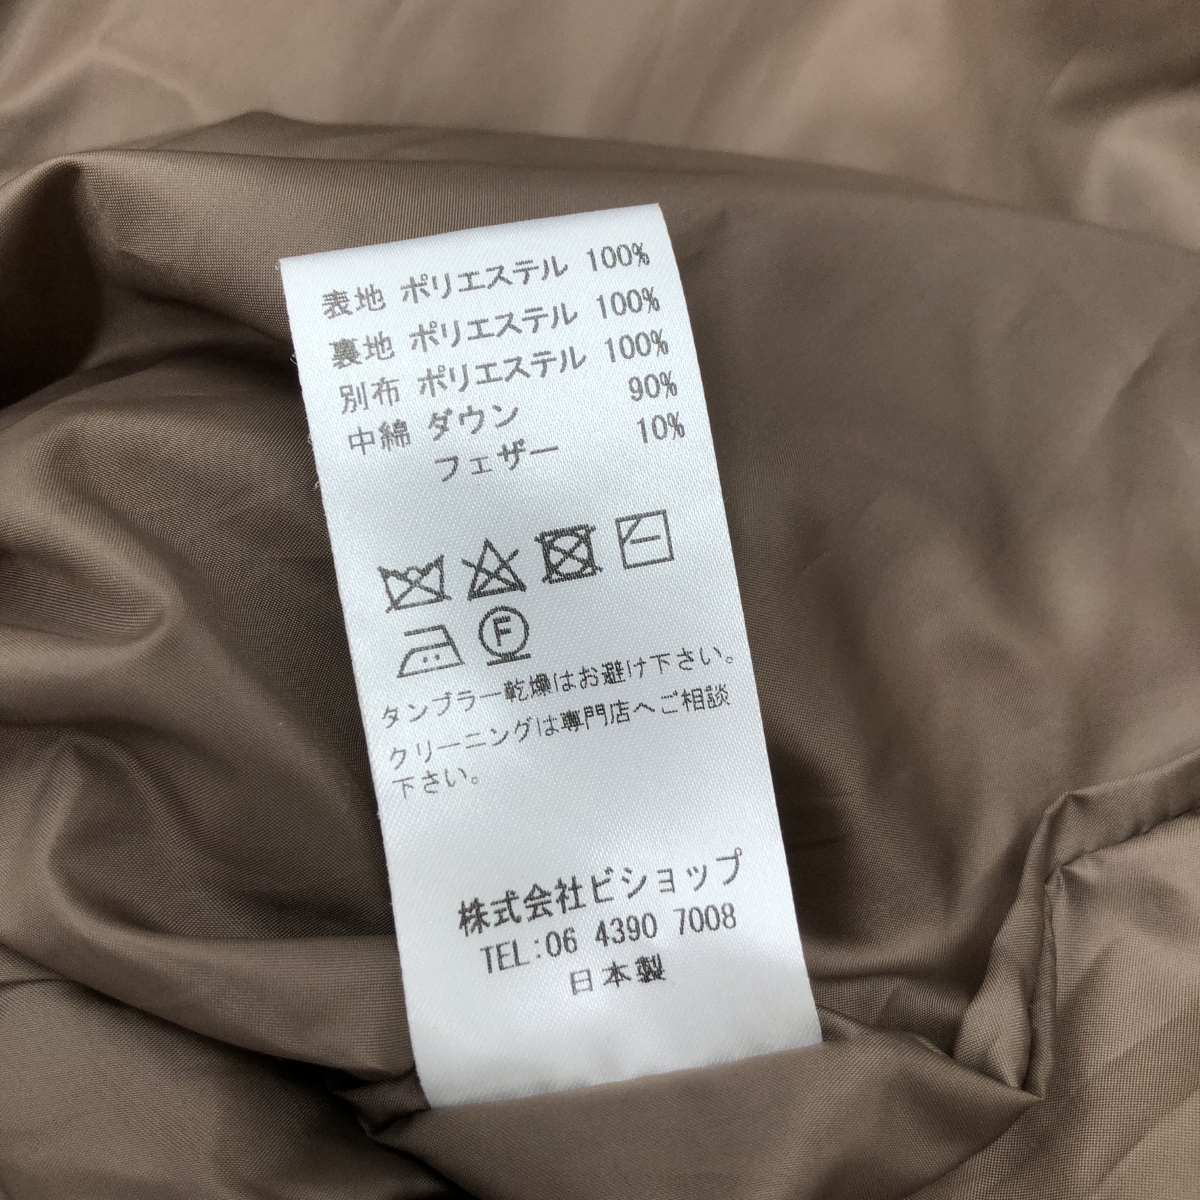 表地 ポリエステル 100%
裏地 ポリエステル 100%
別布 ポリエステル 100%
中綿 ダウン 90%
フェザー 10%
F
タンブラー乾燥はお避け下さい。
クリーニングは専門店へご相談
下さい。
株式会社ビショップ
TEL:06 4390 7008
日本製